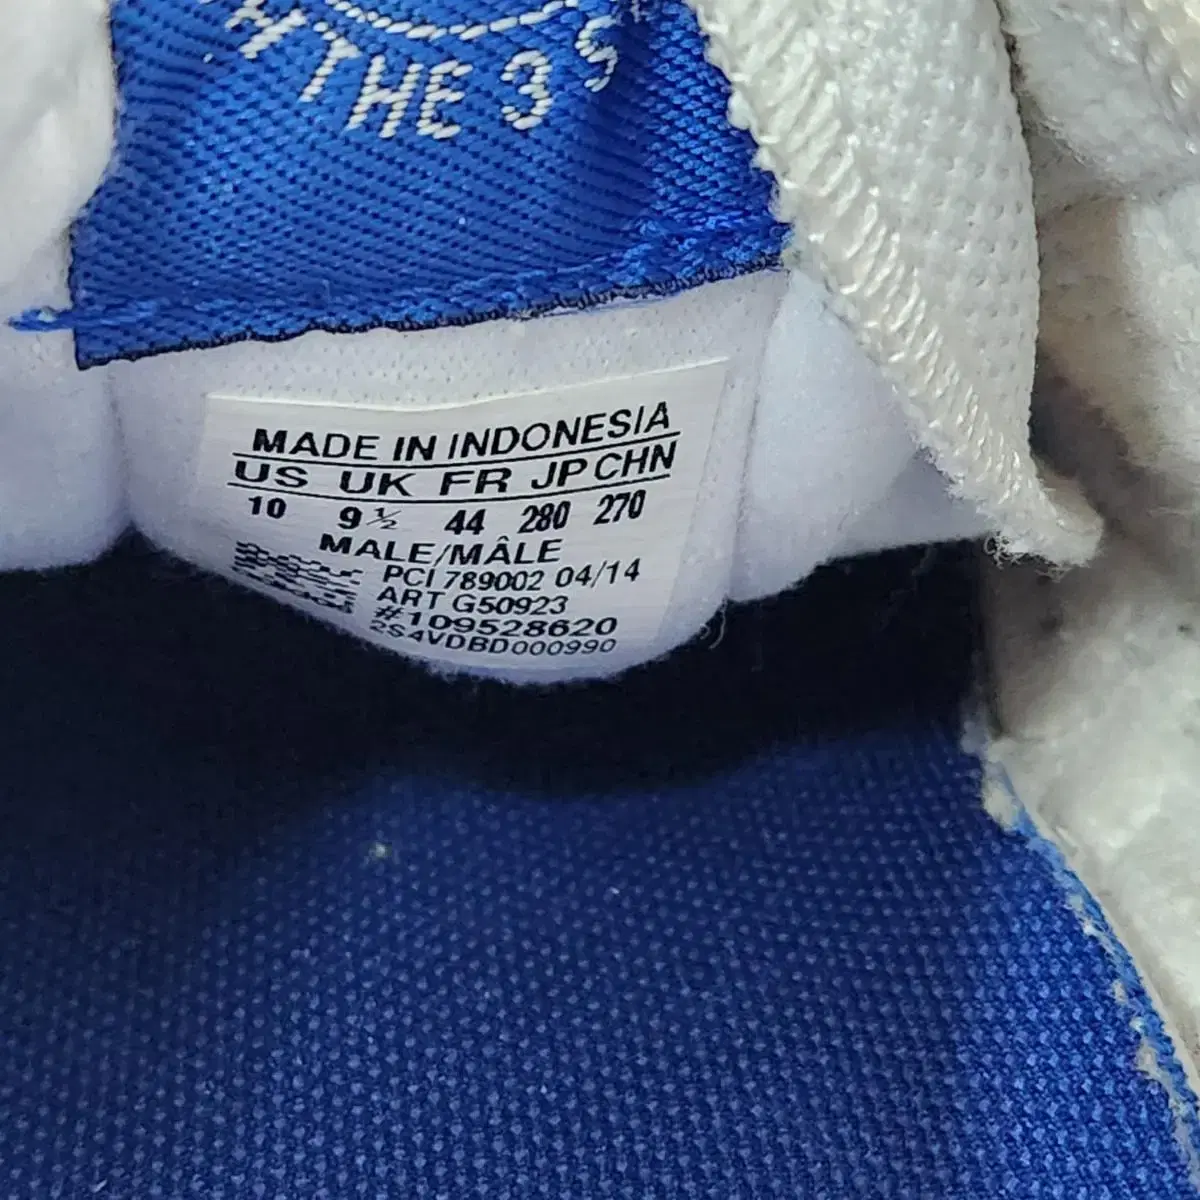 THE 3 S
MADE IN INDONESIA
US UK FR JP CHN
10 9½ 44 280 270
MALE/MÂLE
PCI 789002 04/14
ART G50923
#109528620
2S4VDBD000990